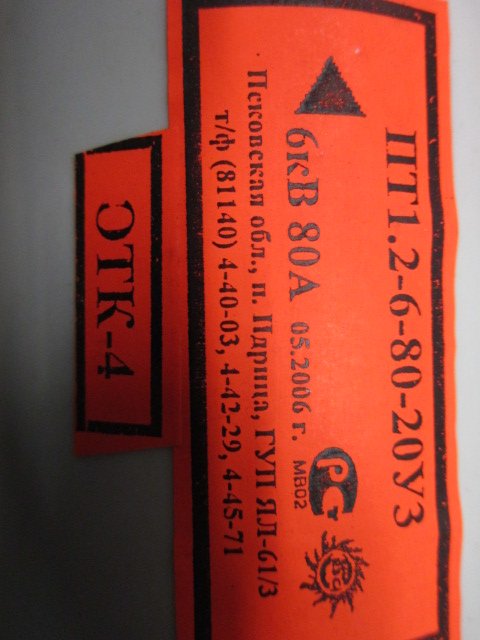 ПТ1.2-6-80-20У3
6кВ 80А 05.2006 г. МВ02
РСт
Псковская обл., п. Идрица, ГУП ЯЛ-61/3
т/ф (81140) 4-40-03, 4-42-29, 4-45-71
ОТК-4